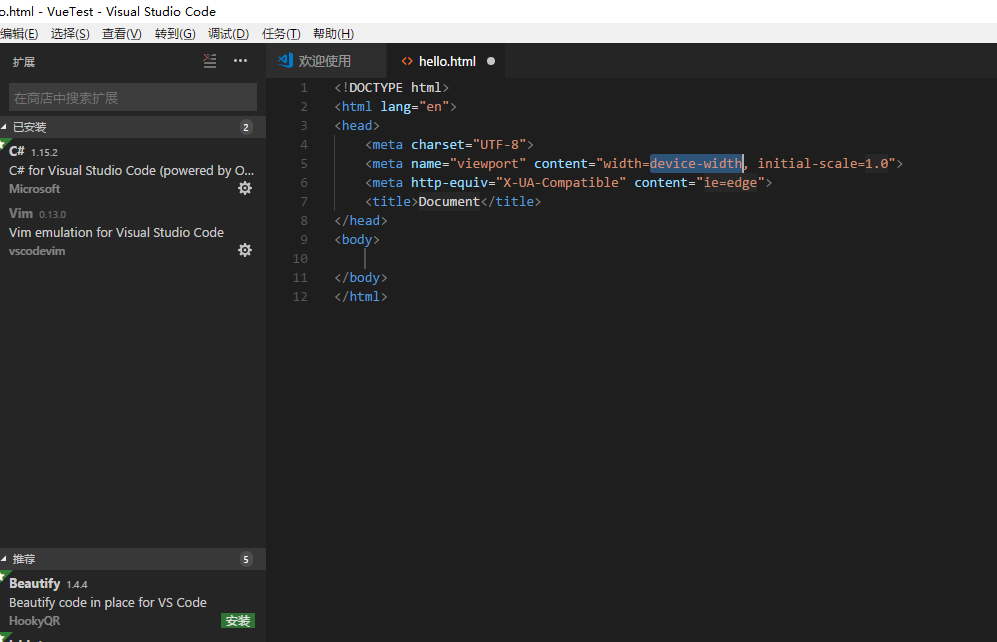 o.html - VueTest - Visual Studio Code
编辑(E) 选择(S) 查看(V) 转到(G) 调试(D) 任务(T) 帮助(H)
扩展
在商店中搜索扩展
已安装 2
C# 1.15.2
C# for Visual Studio Code (powered by O...
Microsoft
Vim 0.13.0
Vim emulation for Visual Studio Code
vscodevim
推荐 5
Beautify 1.4.4
Beautify code in place for VS Code
HookyQR 安装
欢迎使用 hello.html
1 <!DOCTYPE html>
2 <html lang="en">
3 <head>
4 <meta charset="UTF-8">
5 <meta name="viewport" content="width=device-width, initial-scale=1.0">
6 <meta http-equiv="X-UA-Compatible" content="ie=edge">
7 <title>Document</title>
8 </head>
9 <body>
10
11 </body>
12 </html>